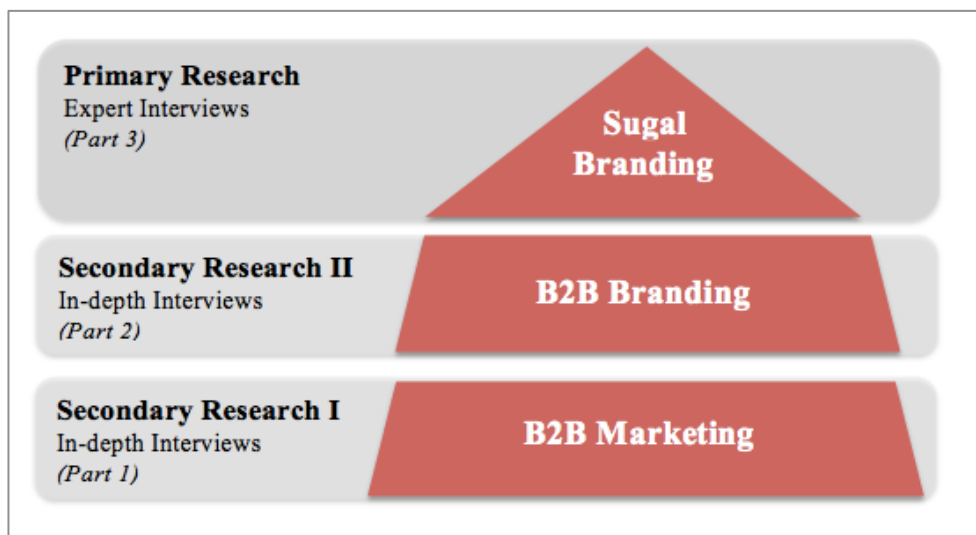 Primary Research
Expert Interviews
(Part 3)
Sugal
Branding
Secondary Research II
In-depth Interviews
(Part 2)
B2B Branding
Secondary Research I
In-depth Interviews
(Part 1)
B2B Marketing